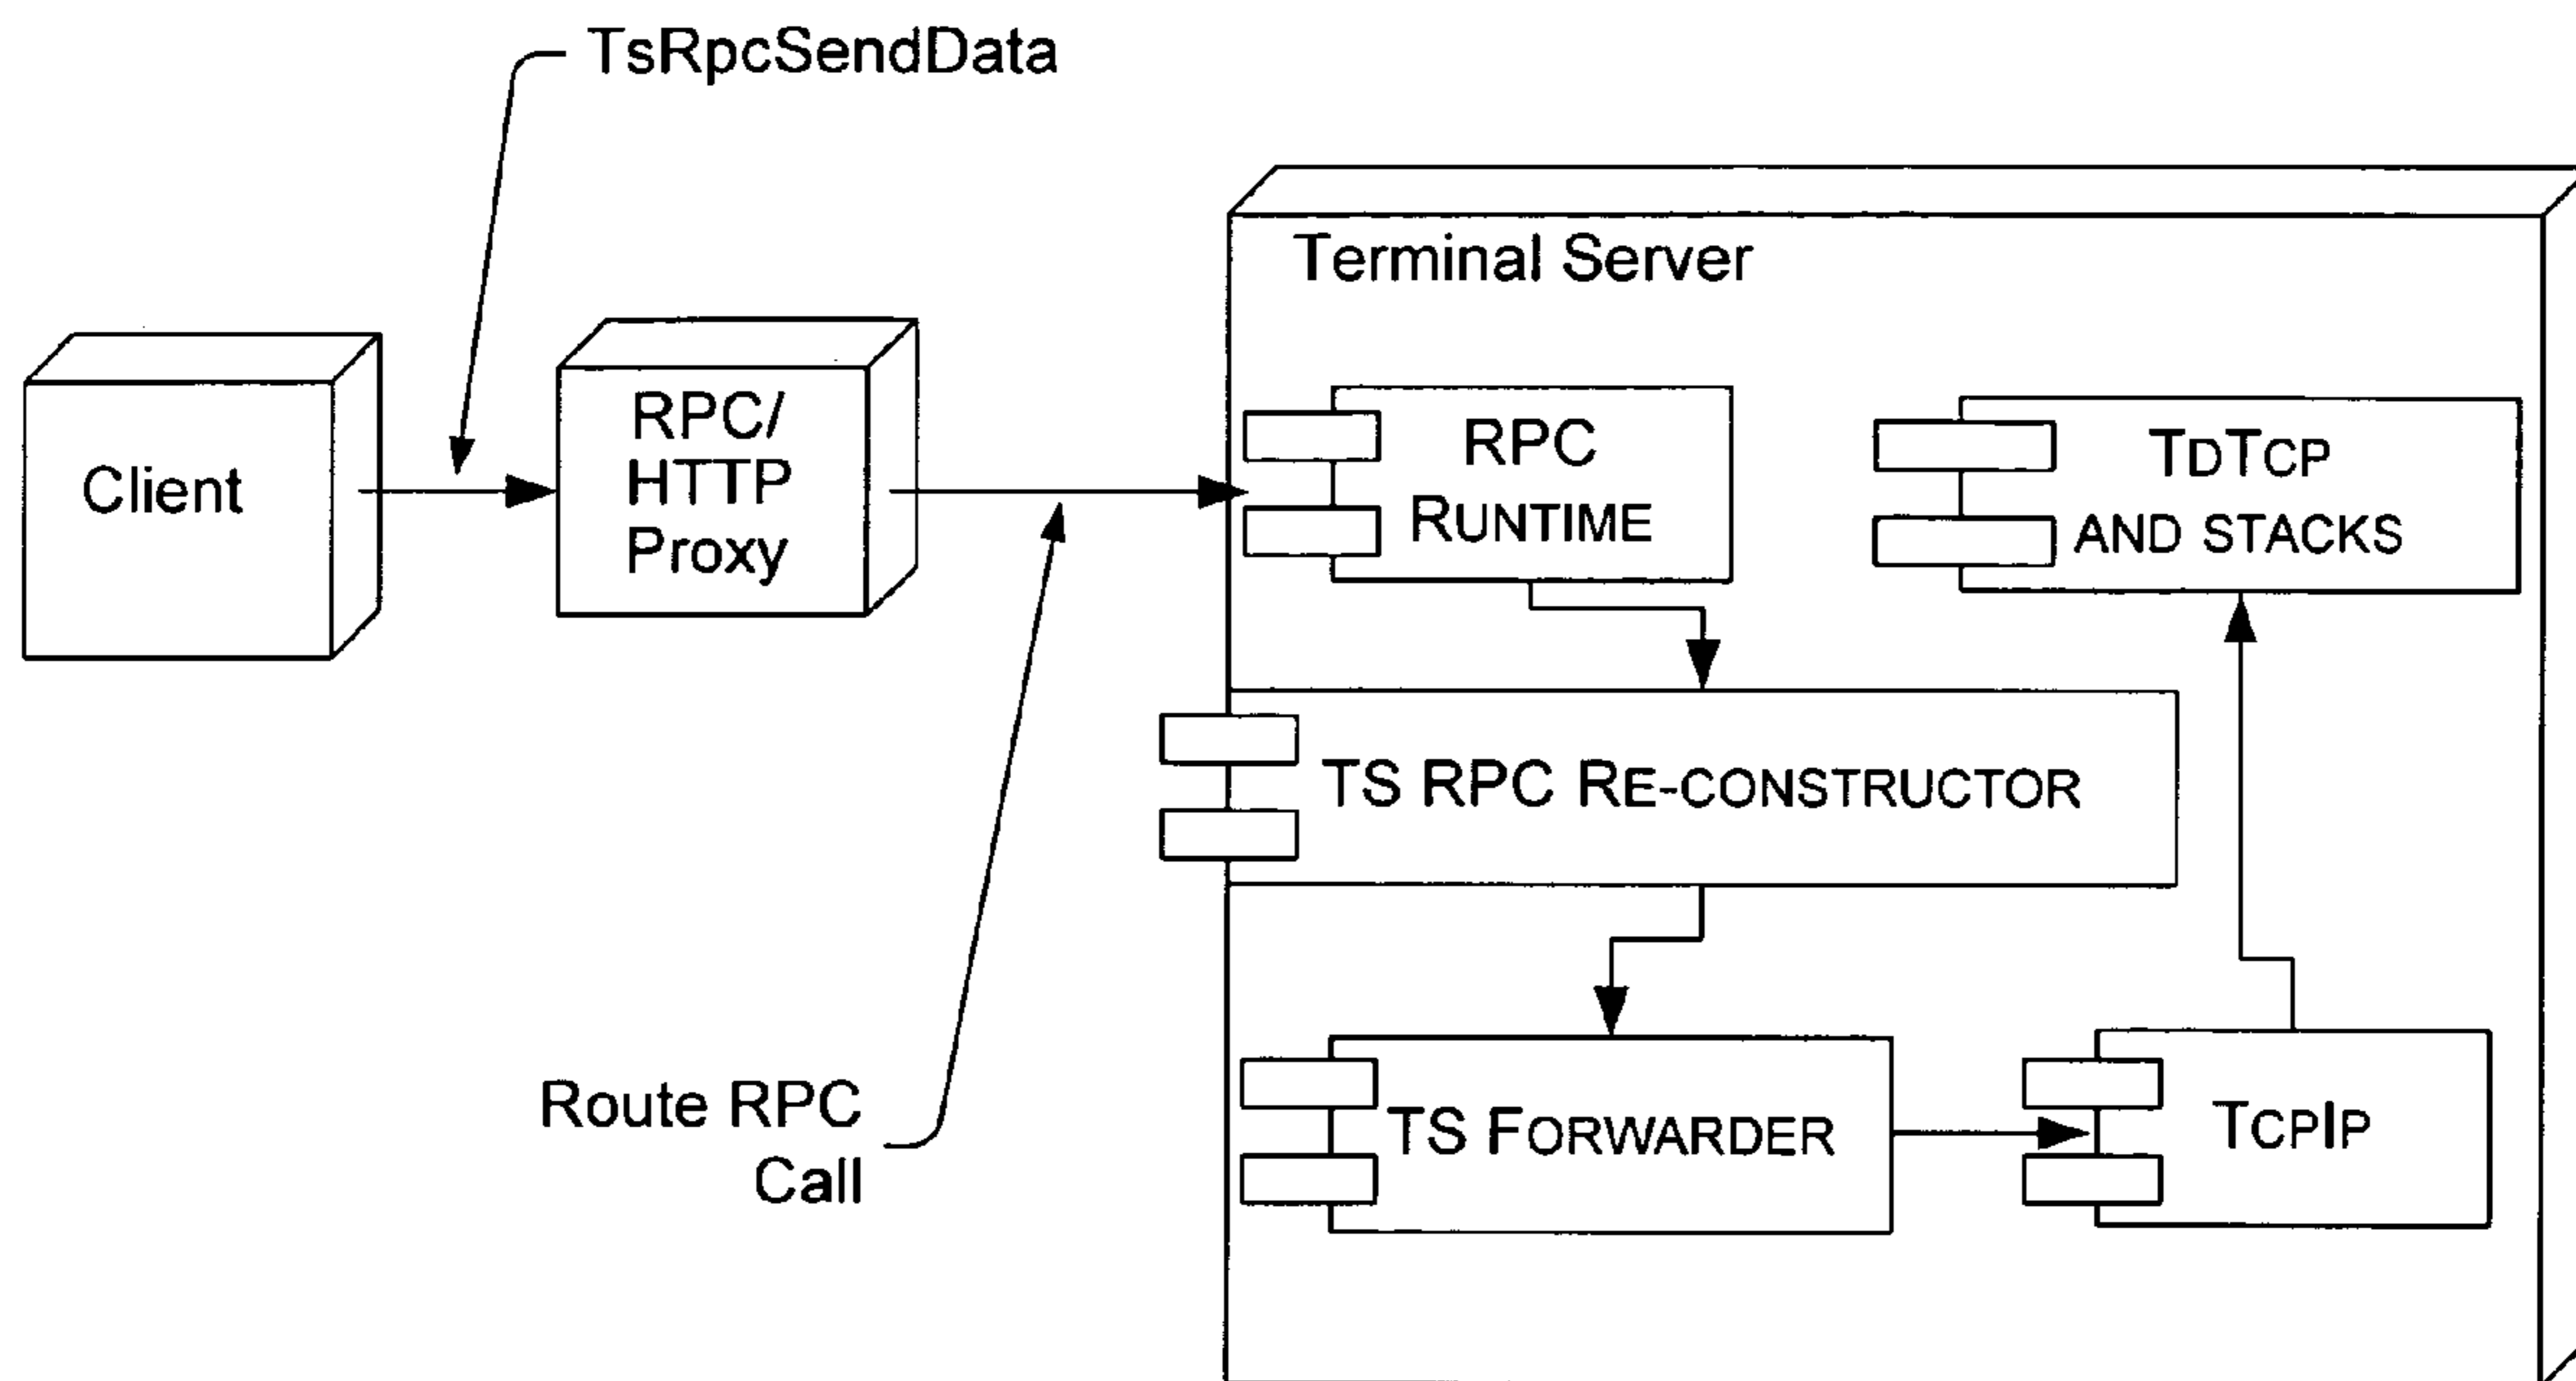 TsRpcSendData
Terminal Server
Client
RPC/
HTTP
Proxy
RPC
RUNTIME
TDTCP
AND STACKS
TS RPC RE-CONSTRUCTOR
Route RPC
Call
TS FORWARDER
TCPIP